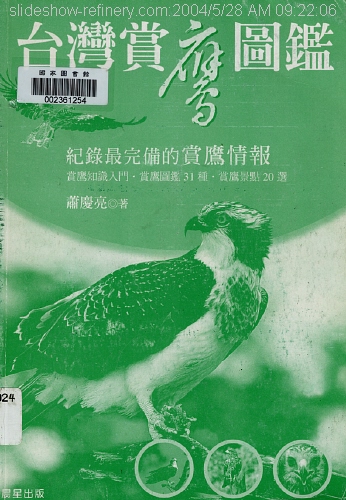 slideshow-refinery.com 2004/5/28 AM 09:22:06
台灣賞鷹圖鑑
國家圖書館
002361254
紀錄最完備的賞鷹情報
賞鷹知識入門·賞鷹圖鑑31種·賞鷹景點20選
蕭慶亮◎著
024
晨星出版